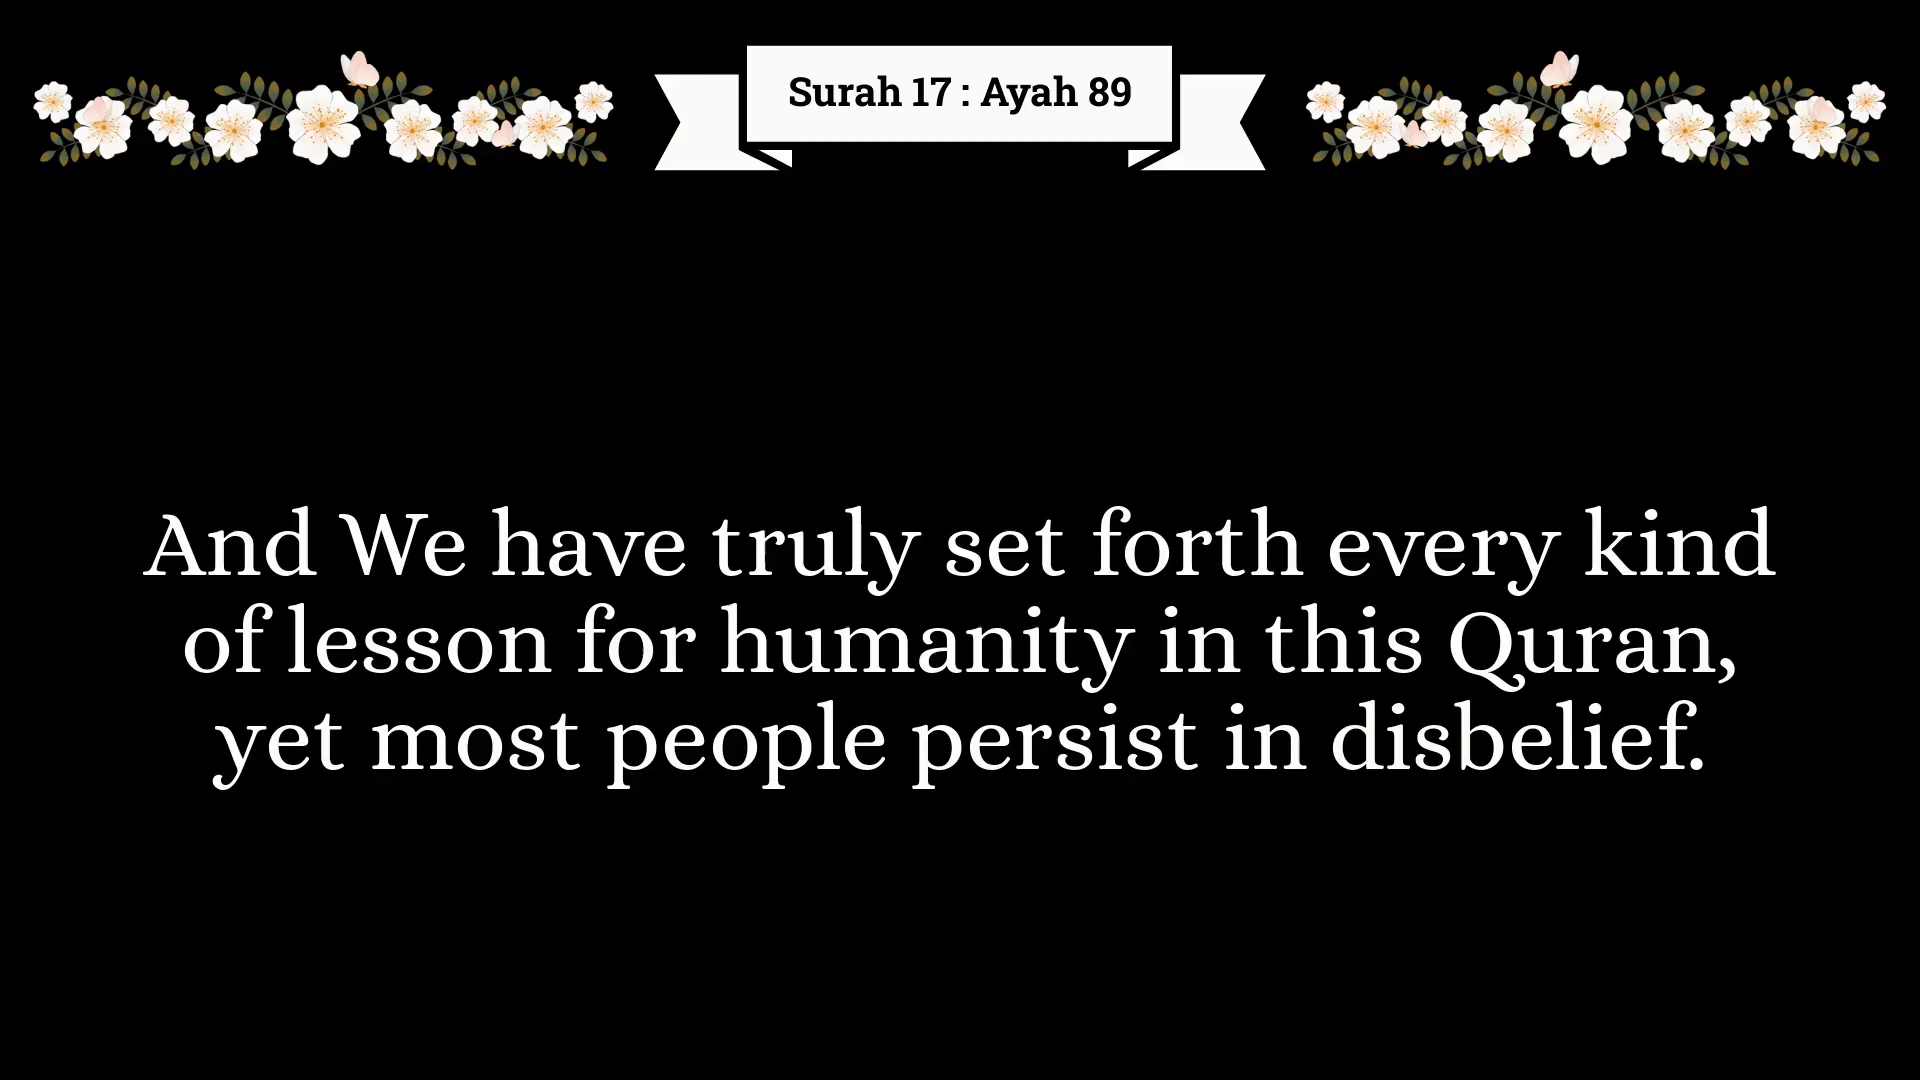 Surah 17 : Ayah 89
And We have truly set forth every kind
of lesson for humanity in this Quran,
yet most people persist in disbelief.